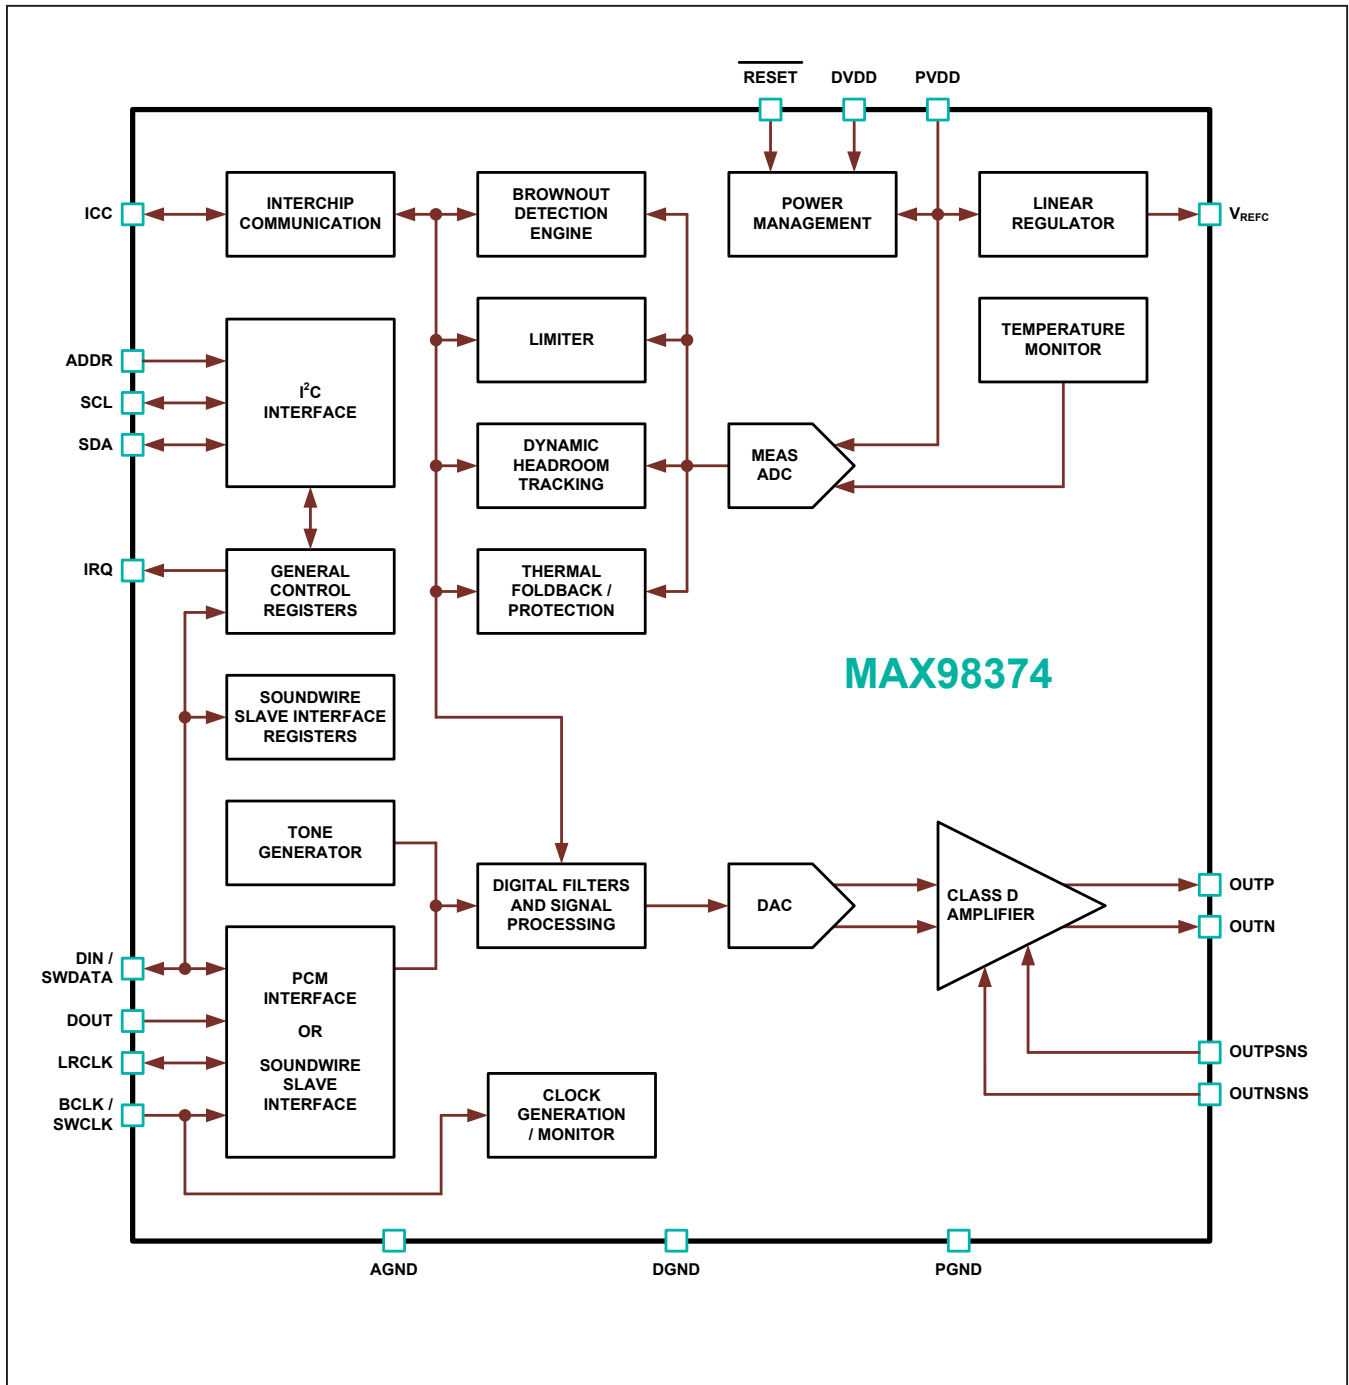 RESET
DVDD
PVDD
ICC
INTERCHIP
COMMUNICATION
BROWNOUT
DETECTION
ENGINE
POWER
MANAGEMENT
LINEAR
REGULATOR
VREFC
LIMITER
TEMPERATURE
MONITOR
ADDR
SCL
SDA
I²C
INTERFACE
DYNAMIC
HEADROOM
TRACKING
MEAS
ADC
IRQ
GENERAL
CONTROL
REGISTERS
THERMAL
FOLDBACK /
PROTECTION
MAX98374
SOUNDWIRE
SLAVE INTERFACE
REGISTERS
TONE
GENERATOR
DIGITAL FILTERS
AND SIGNAL
PROCESSING
DAC
CLASS D
AMPLIFIER
OUTP
OUTN
DIN /
SWDATA
DOUT
LRCLK
BCLK /
SWCLK
PCM
INTERFACE
OR
SOUNDWIRE
SLAVE
INTERFACE
CLOCK
GENERATION
/ MONITOR
OUTPSNS
OUTNSNS
AGND
DGND
PGND